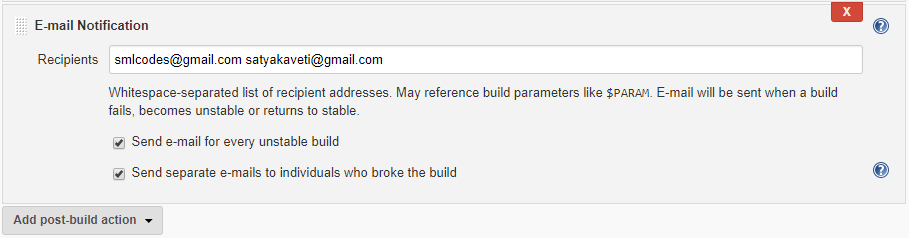 X
E-mail Notification
Recipients smlcodes@gmail.com satyakaveti@gmail.com
Whitespace-separated list of recipient addresses. May reference build parameters like $PARAM. E-mail will be sent when a build
fails, becomes unstable or returns to stable.
Send e-mail for every unstable build
Send separate e-mails to individuals who broke the build
Add post-build action